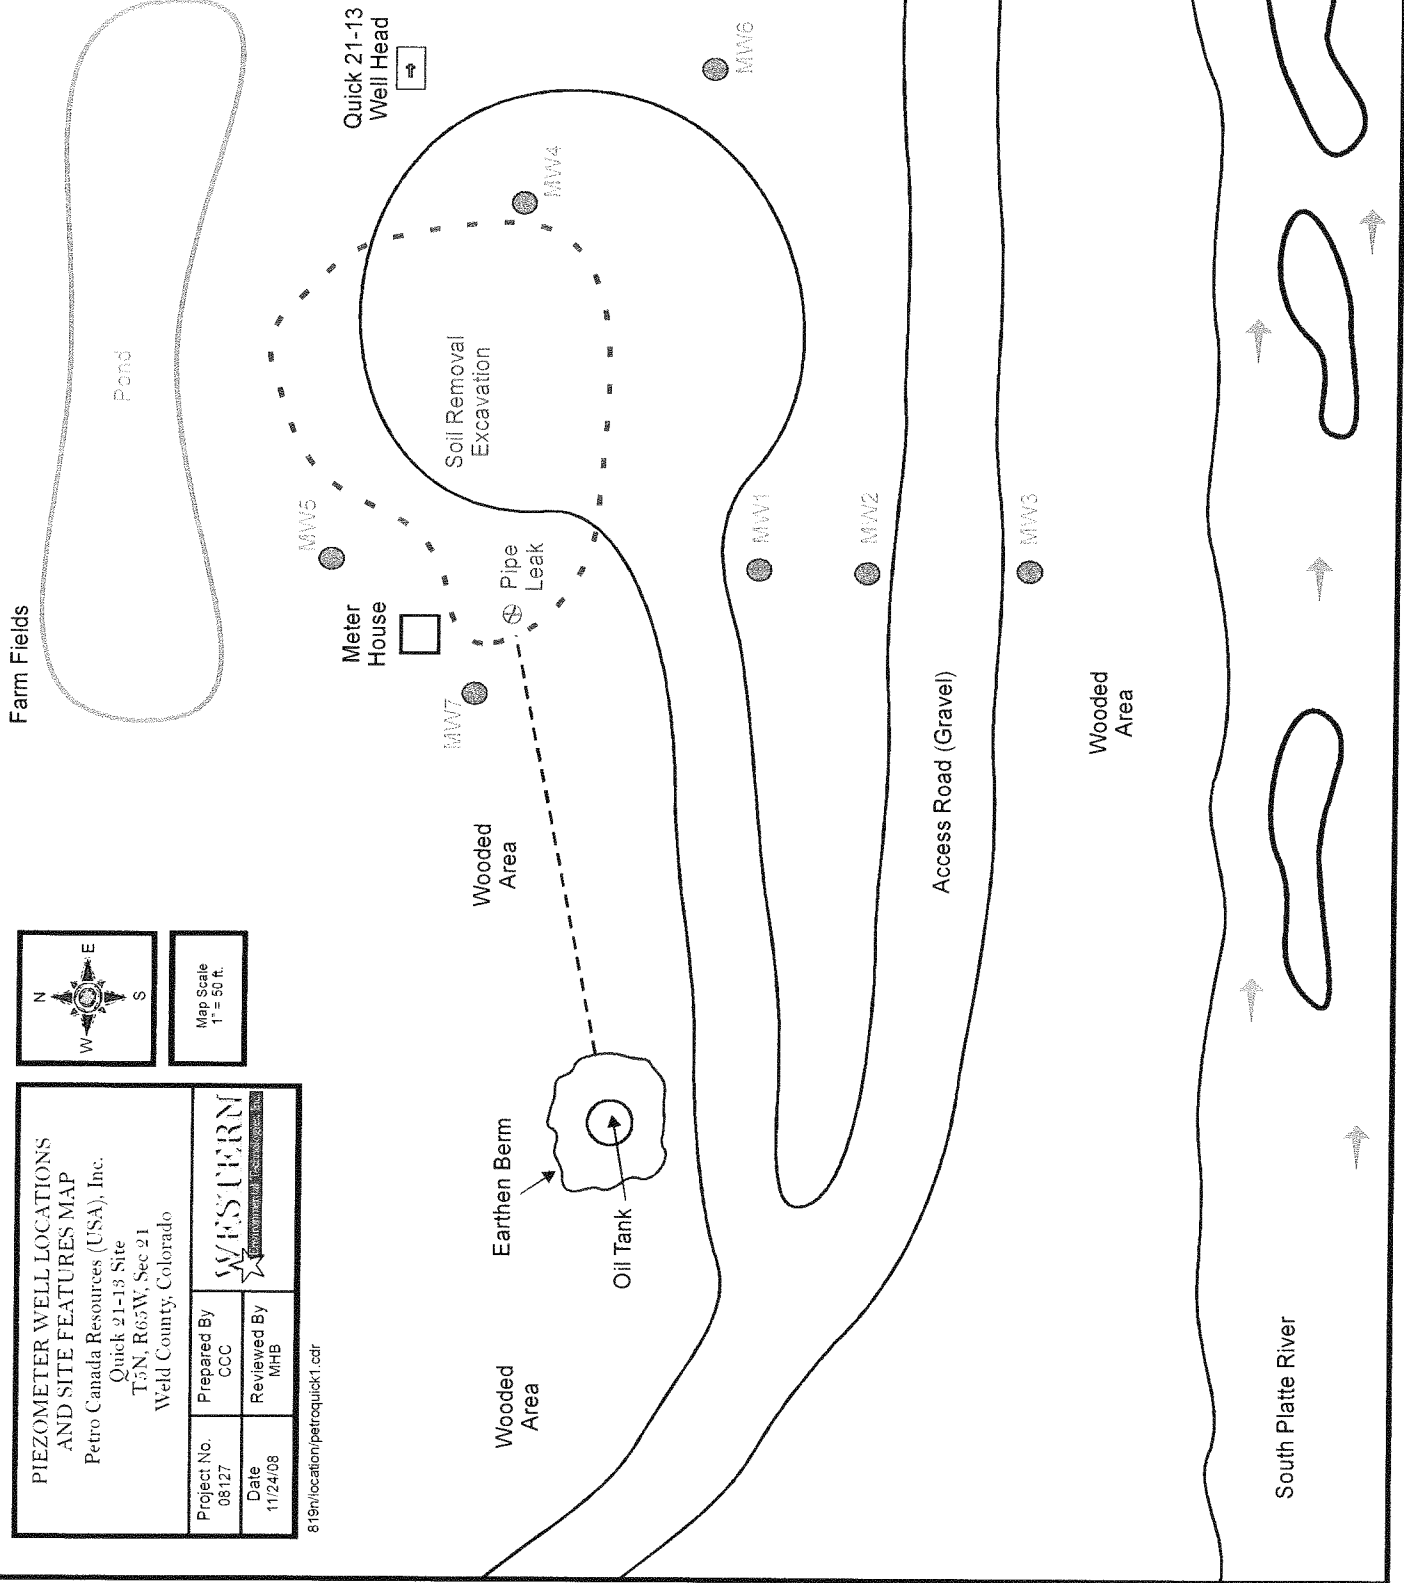 PIEZOMETER WELL LOCATIONS
AND SITE FEATURES MAP
Petro Canada Resources (USA), Inc.
Quick 21-13 Site
T5N, R65W, Sec 21
Weld County, Colorado
Project No.
08127
Prepared By
CCC
Date
11/24/08
Reviewed By
MHB
WESTERN
Environmental Technologies, Inc.
819n/location/petroquick1.cdr
N
W
E
S
Map Scale
1" = 50 ft.
Farm Fields
Pond
Quick 21-13
Well Head
MW5
Meter
House
MW7
Soil Removal
Excavation
MW4
MW6
Pipe
Leak
Wooded
Area
Earthen Berm
Oil Tank
Wooded
Area
MW1
MW2
MW3
Access Road (Gravel)
Wooded
Area
South Platte River